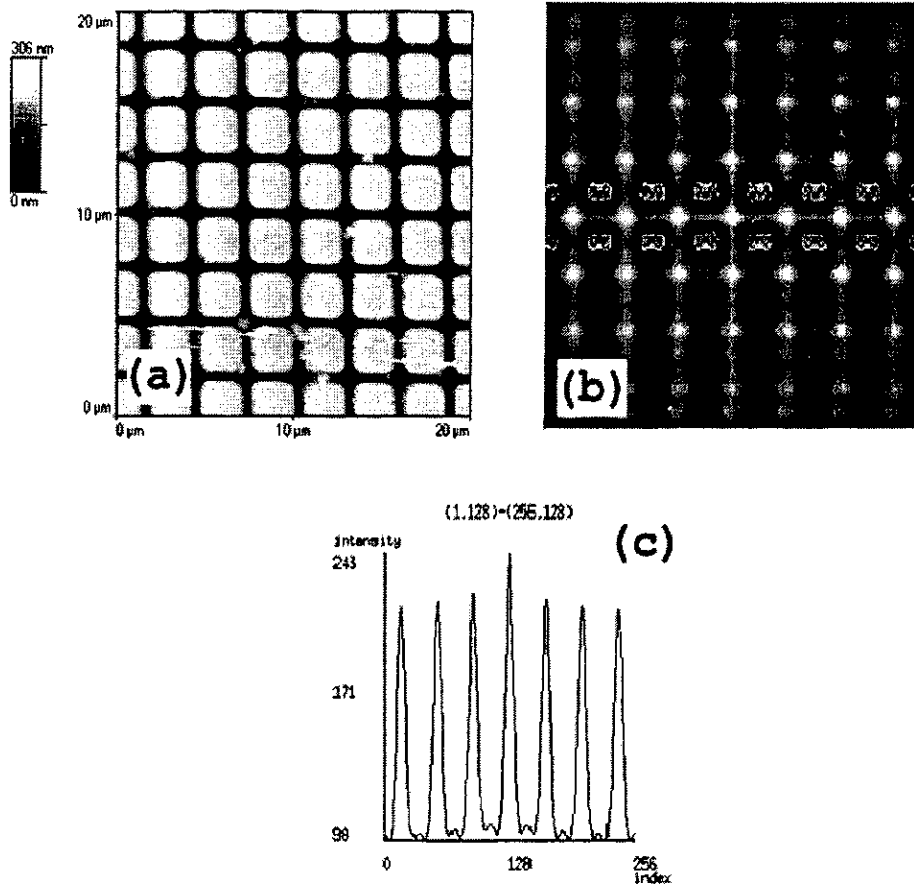 306 nm
0 nm
20 µm
10 µm
0 µm
0 µm
10 µm
20 µm
(a)
(b)
(1,128)-(256,128)
(c)
intensity
243
171
98
0
128
256
index